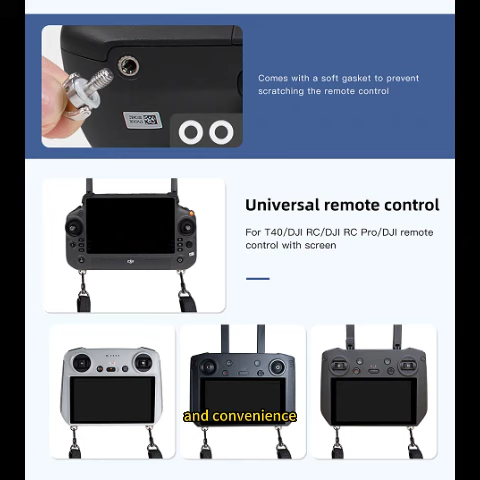 Comes with a soft gasket to prevent
scratching the remote control
Universal remote control
For T40/DJI RC/DJI RC Pro/DJI remote
control with screen
and convenience